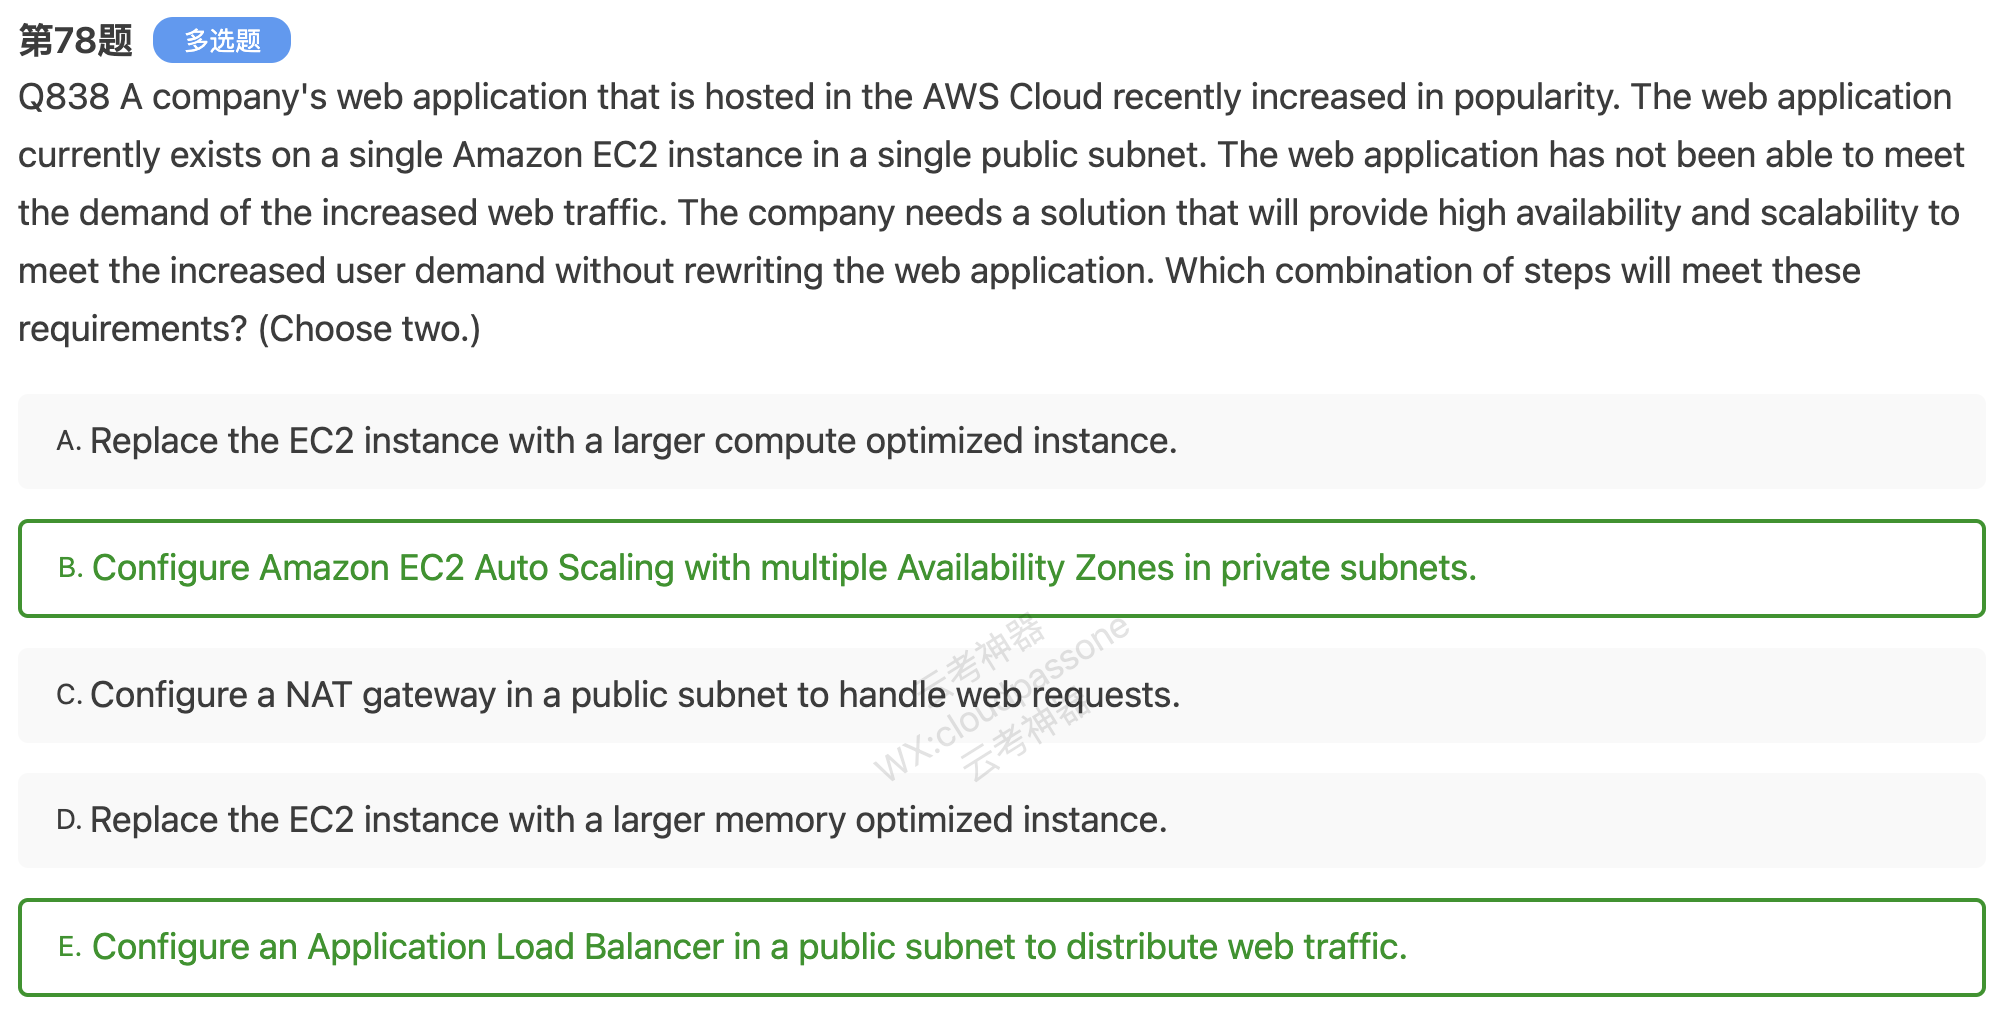 第78题 多选题
Q838 A company's web application that is hosted in the AWS Cloud recently increased in popularity. The web application
currently exists on a single Amazon EC2 instance in a single public subnet. The web application has not been able to meet
the demand of the increased web traffic. The company needs a solution that will provide high availability and scalability to
meet the increased user demand without rewriting the web application. Which combination of steps will meet these
requirements? (Choose two.)
A. Replace the EC2 instance with a larger compute optimized instance.
B. Configure Amazon EC2 Auto Scaling with multiple Availability Zones in private subnets.
云考神器
WX:cloudpassone
云考神器
C. Configure a NAT gateway in a public subnet to handle web requests.
D. Replace the EC2 instance with a larger memory optimized instance.
E. Configure an Application Load Balancer in a public subnet to distribute web traffic.